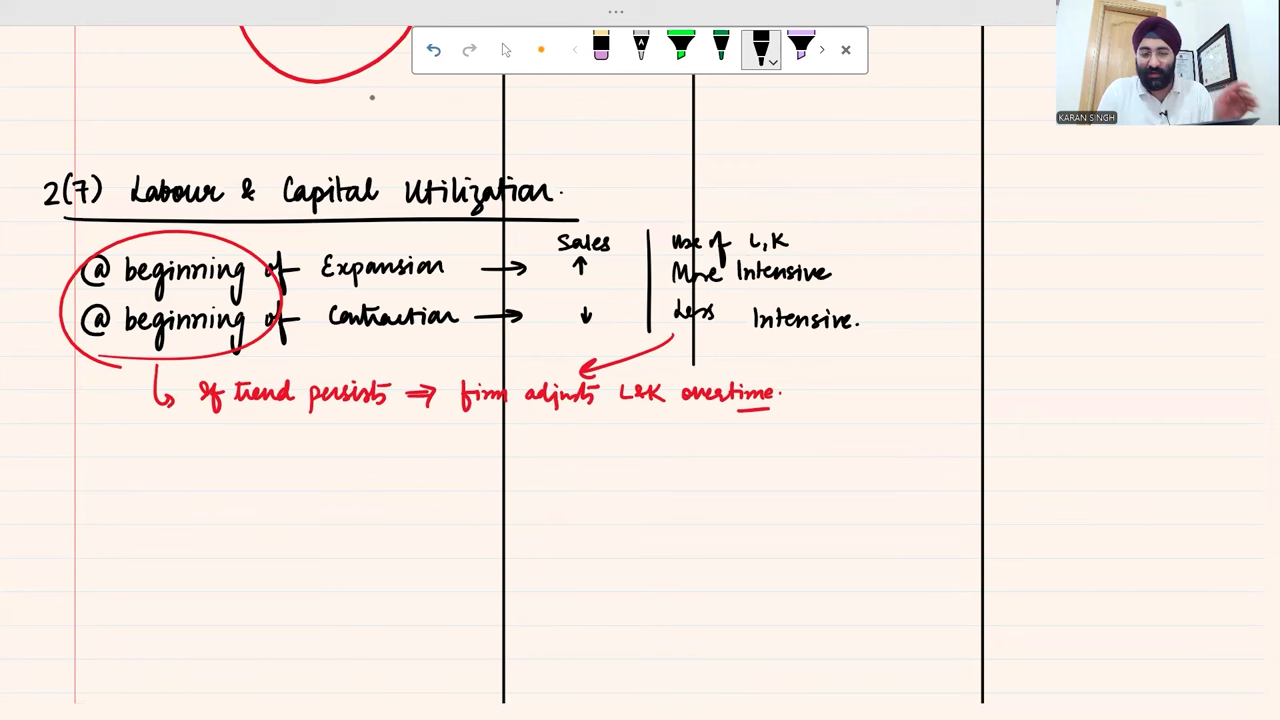 KARAN SINGH
2(7) Labour & Capital Utilization.
Sales Use of L, K
@ beginning of Expansion → ↑ More Intensive
@ beginning of Contraction → ↓ Less Intensive.
If trend persists ⇒ firm adjusts L&K overtime.